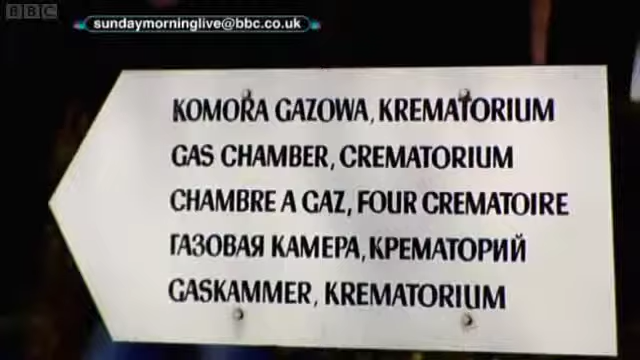 BBC
sundaymorninglive@bbc.co.uk
KOMORA GAZOWA, KREMATORIUM
GAS CHAMBER, CREMATORIUM
CHAMBRE A GAZ, FOUR CREMATOIRE
ГАЗОВАЯ КАМЕРА, КРЕМАТОРИЙ
GASKAMMER, KREMATORIUM